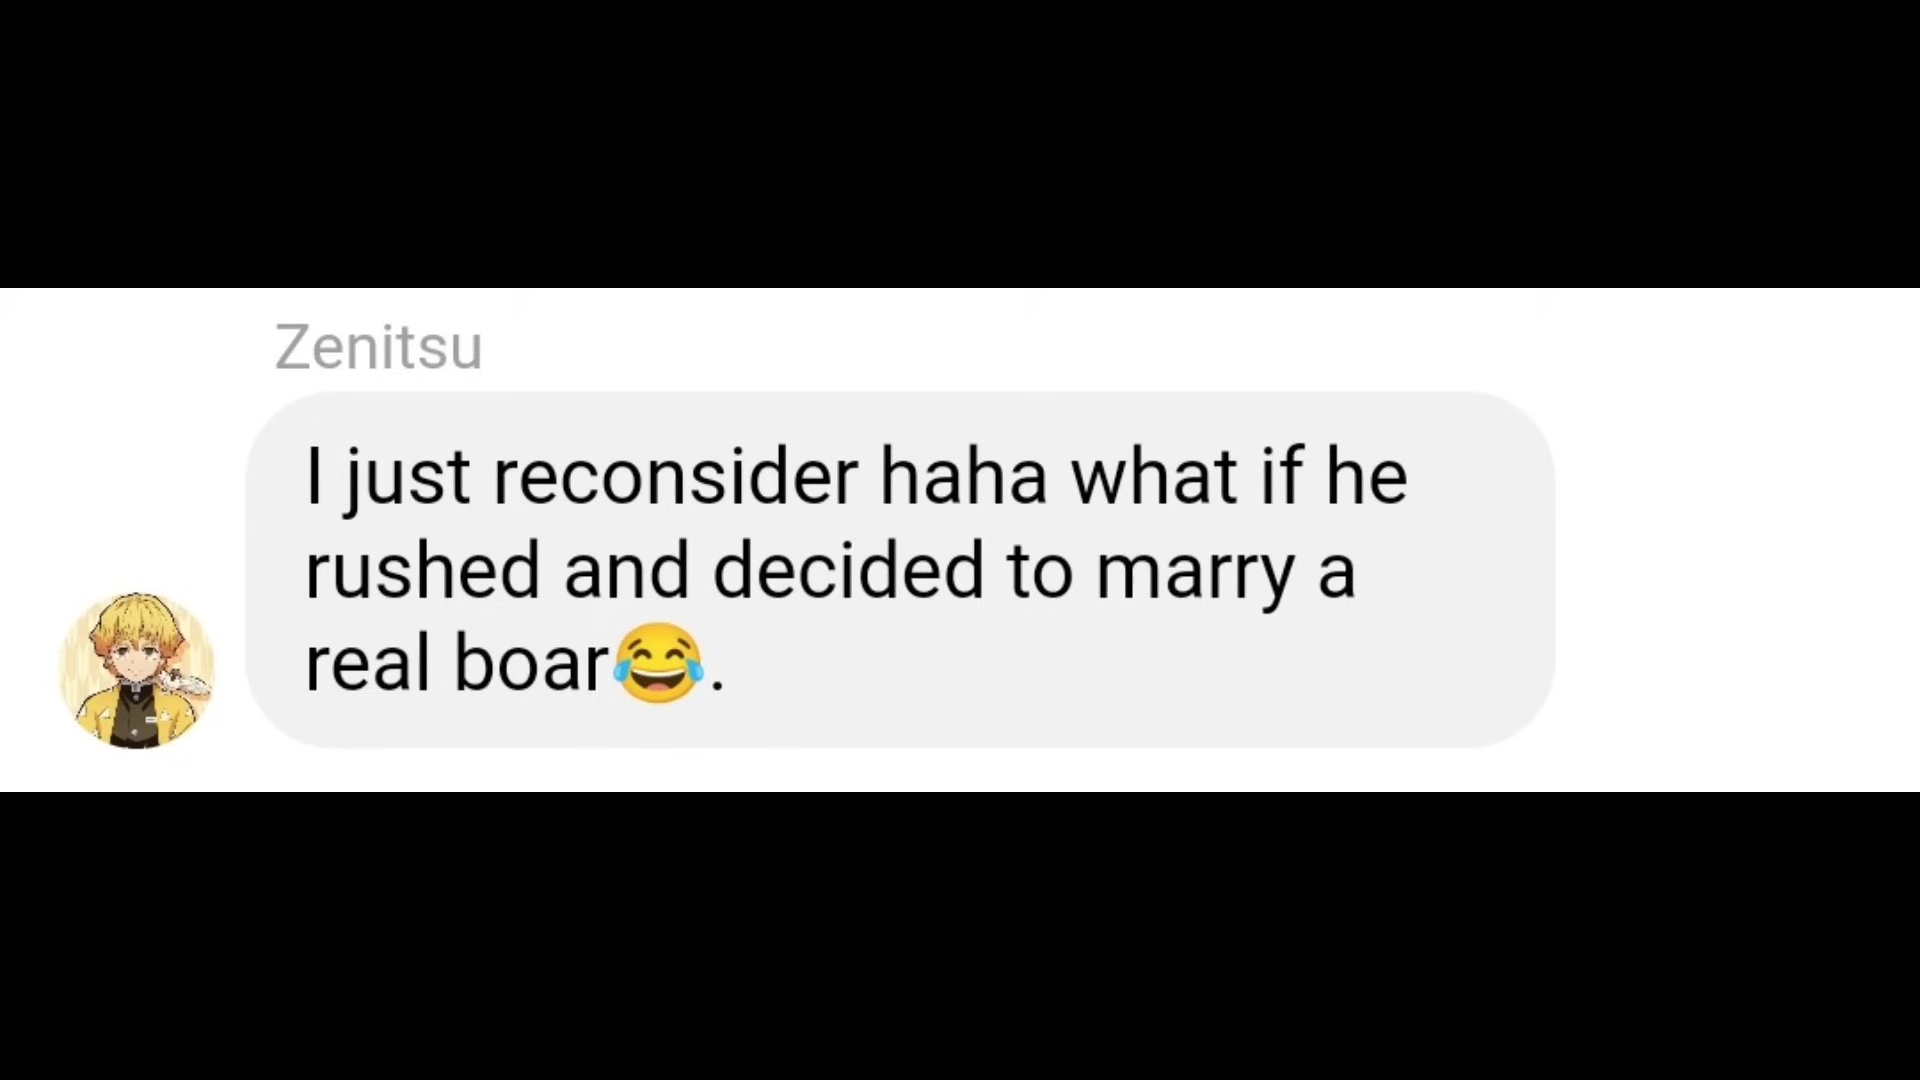 Zenitsu
I just reconsider haha what if he
rushed and decided to marry a
real boar😂.